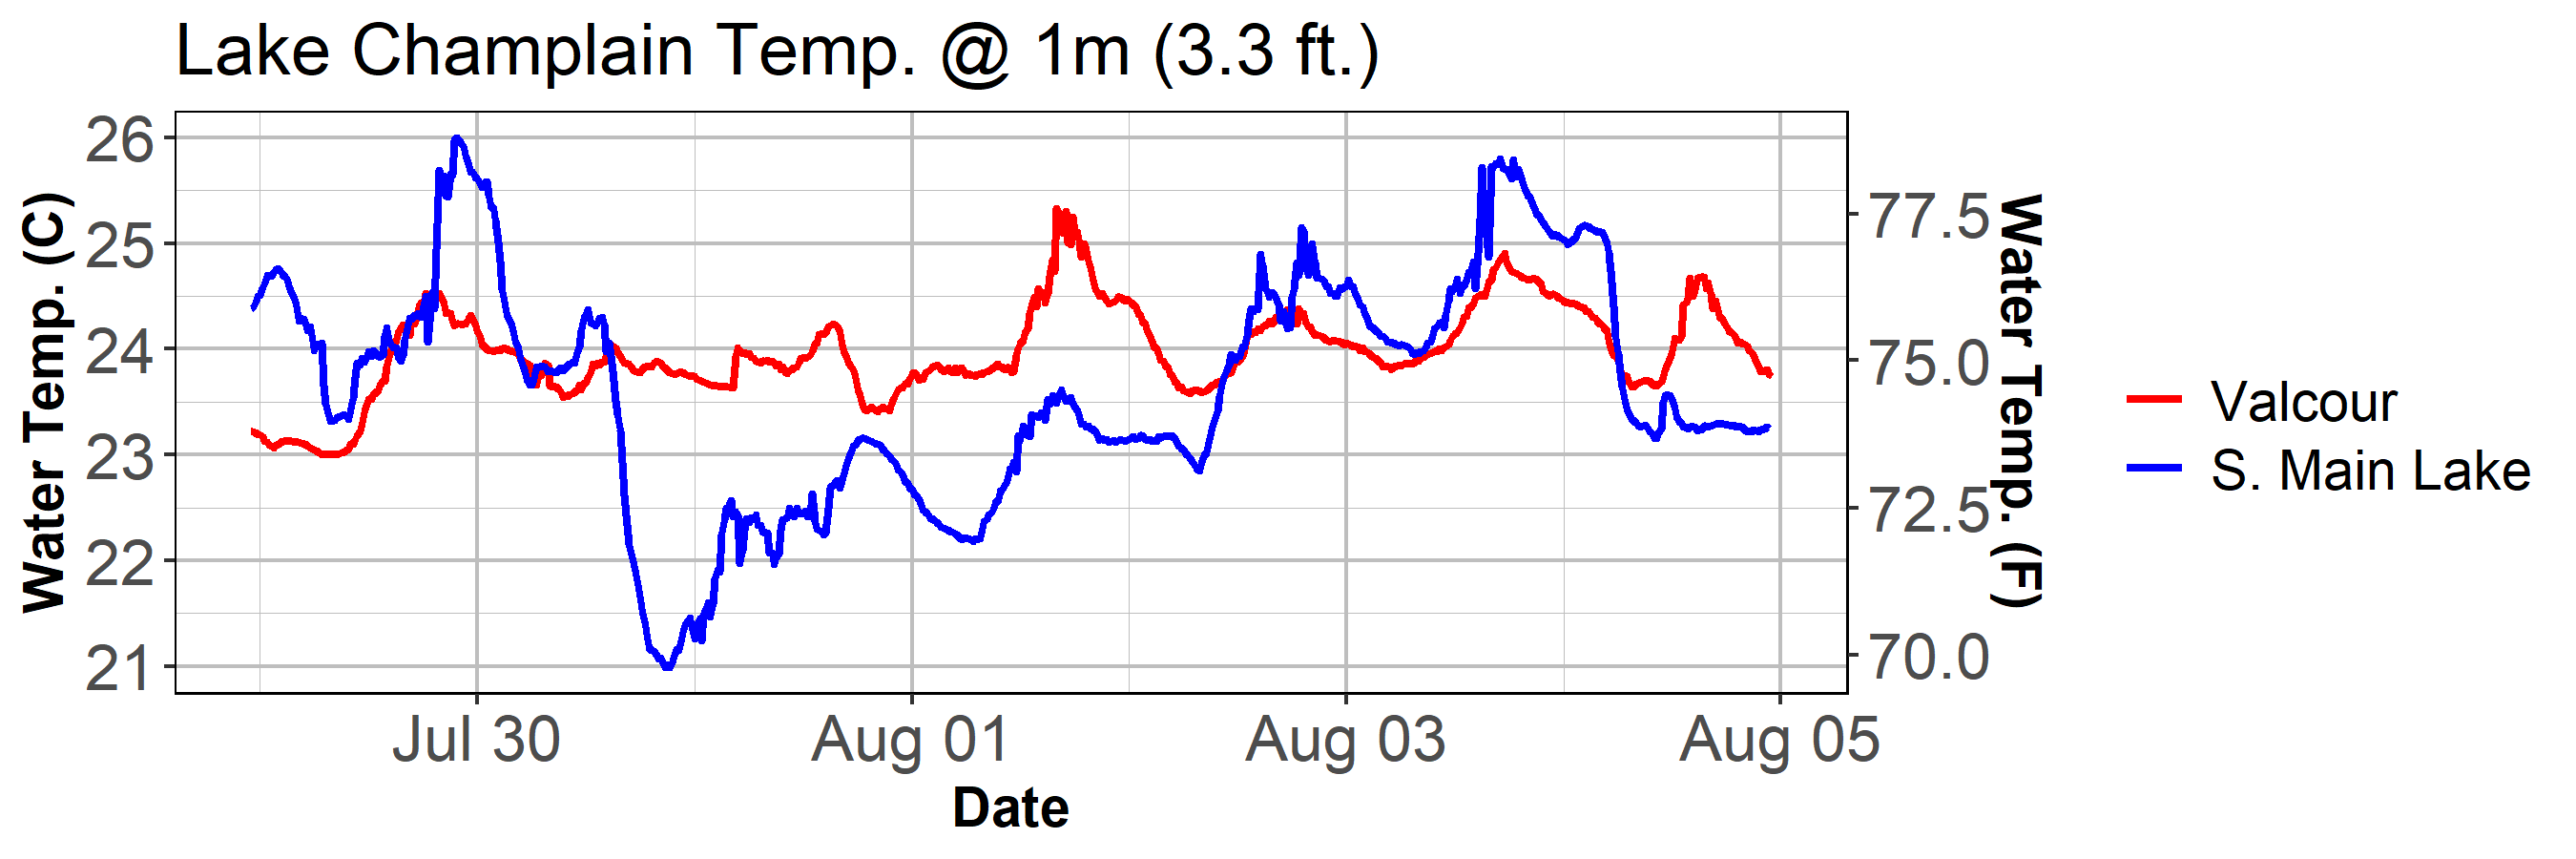 Lake Champlain Temp. @ 1m (3.3 ft.)
Water Temp. (C)
26
25
24
23
22
21
77.5
75.0
72.5
70.0
Water Temp. (F)
Jul 30
Aug 01
Aug 03
Aug 05
Date
Valcour
S. Main Lake